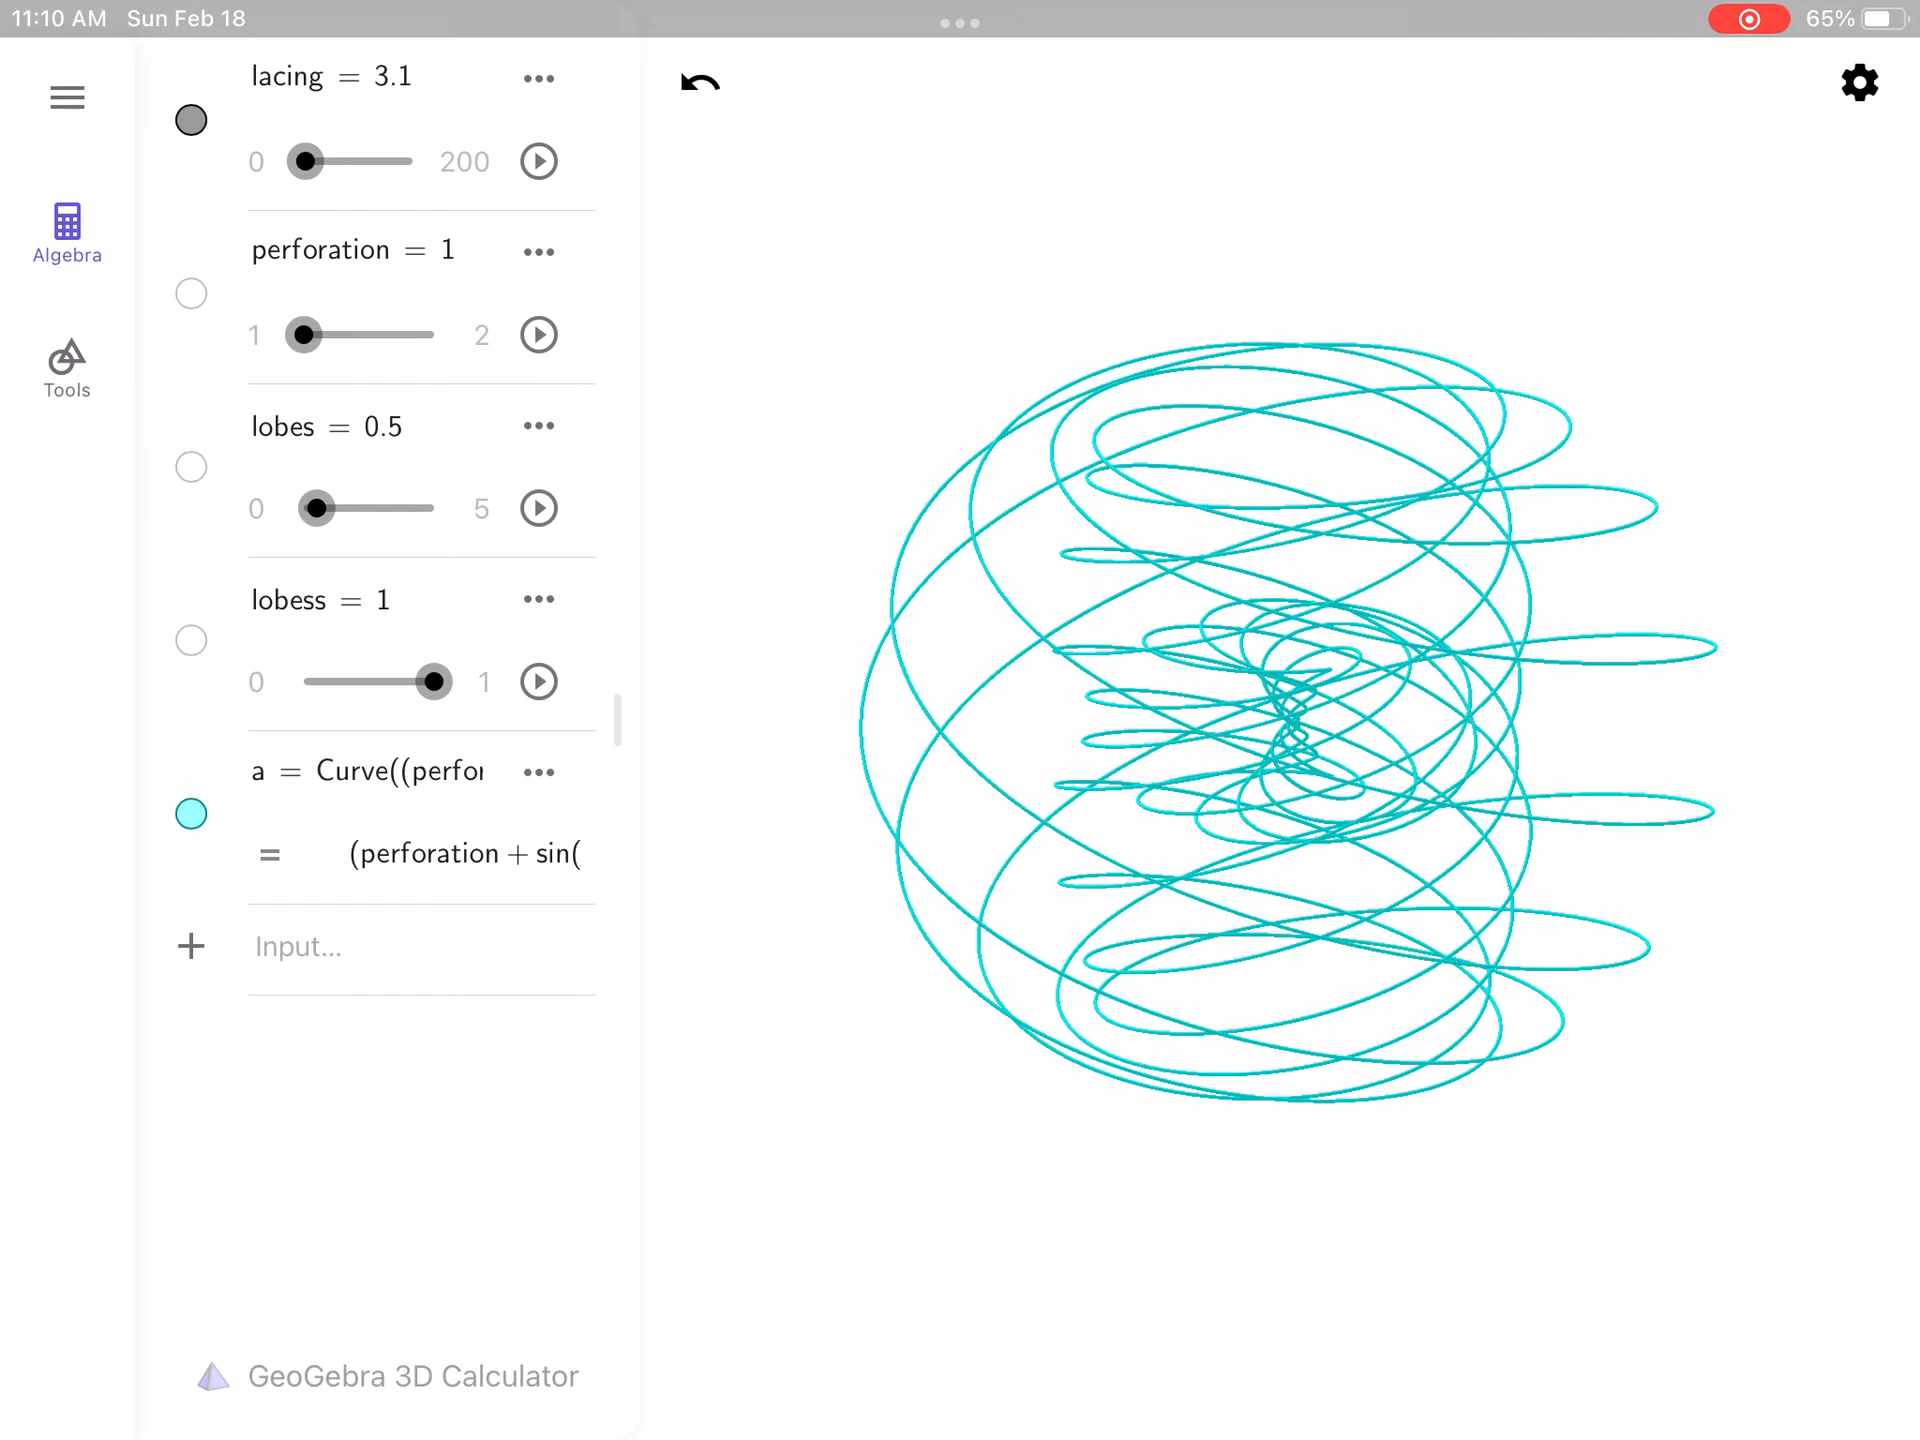 11:10 AM Sun Feb 18
65%
lacing = 3.1
0 200
Algebra
perforation = 1
1 2
Tools
lobes = 0.5
0 5
lobess = 1
0 1
a = Curve((perfor
= (perforation + sin(
Input...
GeoGebra 3D Calculator